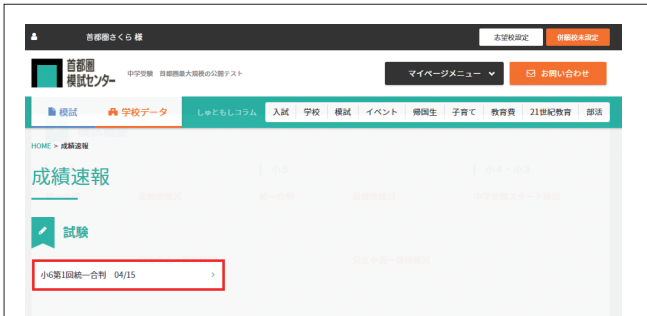 首都圏さくら 様
志望校設定 併願校未設定
首都圏
模試センター 中学受験 首都圏最大規模の公開テスト
マイページメニュー お問い合わせ
模試 学校データ しゅともしコラム 入試 学校 模試 イベント 帰国生 子育て 教育費 21世紀教育 部活
HOME > 成績速報
成績速報
試験
小6第1回統一合判 04/15